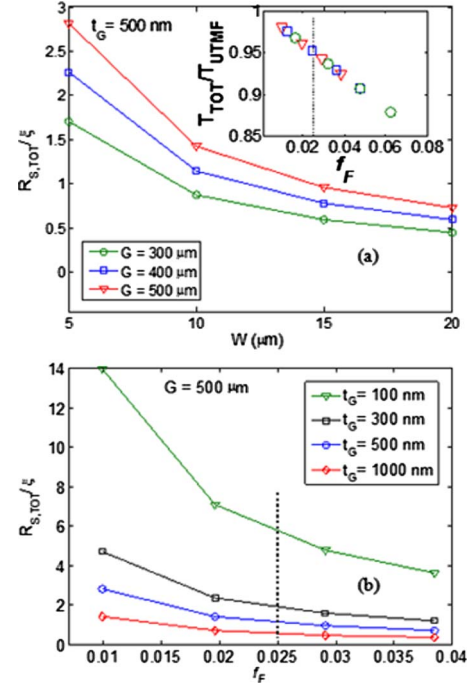 3
2.5
2
1.5
1
0.5
0
R_S,TOT/ξ
t_G = 500 nm
1
0.95
0.9
0.85
T_TOT/T_UTMF
0.02 0.04 0.06 0.08
f_F
G = 300 μm
G = 400 μm
G = 500 μm
(a)
5 10 15 20
W (μm)
14
12
10
8
6
4
2
0
R_S,TOT/ξ
G = 500 μm
t_G= 100 nm
t_G= 300 nm
t_G= 500 nm
t_G= 1000 nm
(b)
0.01 0.015 0.02 0.025 0.03 0.035 0.04
f_F